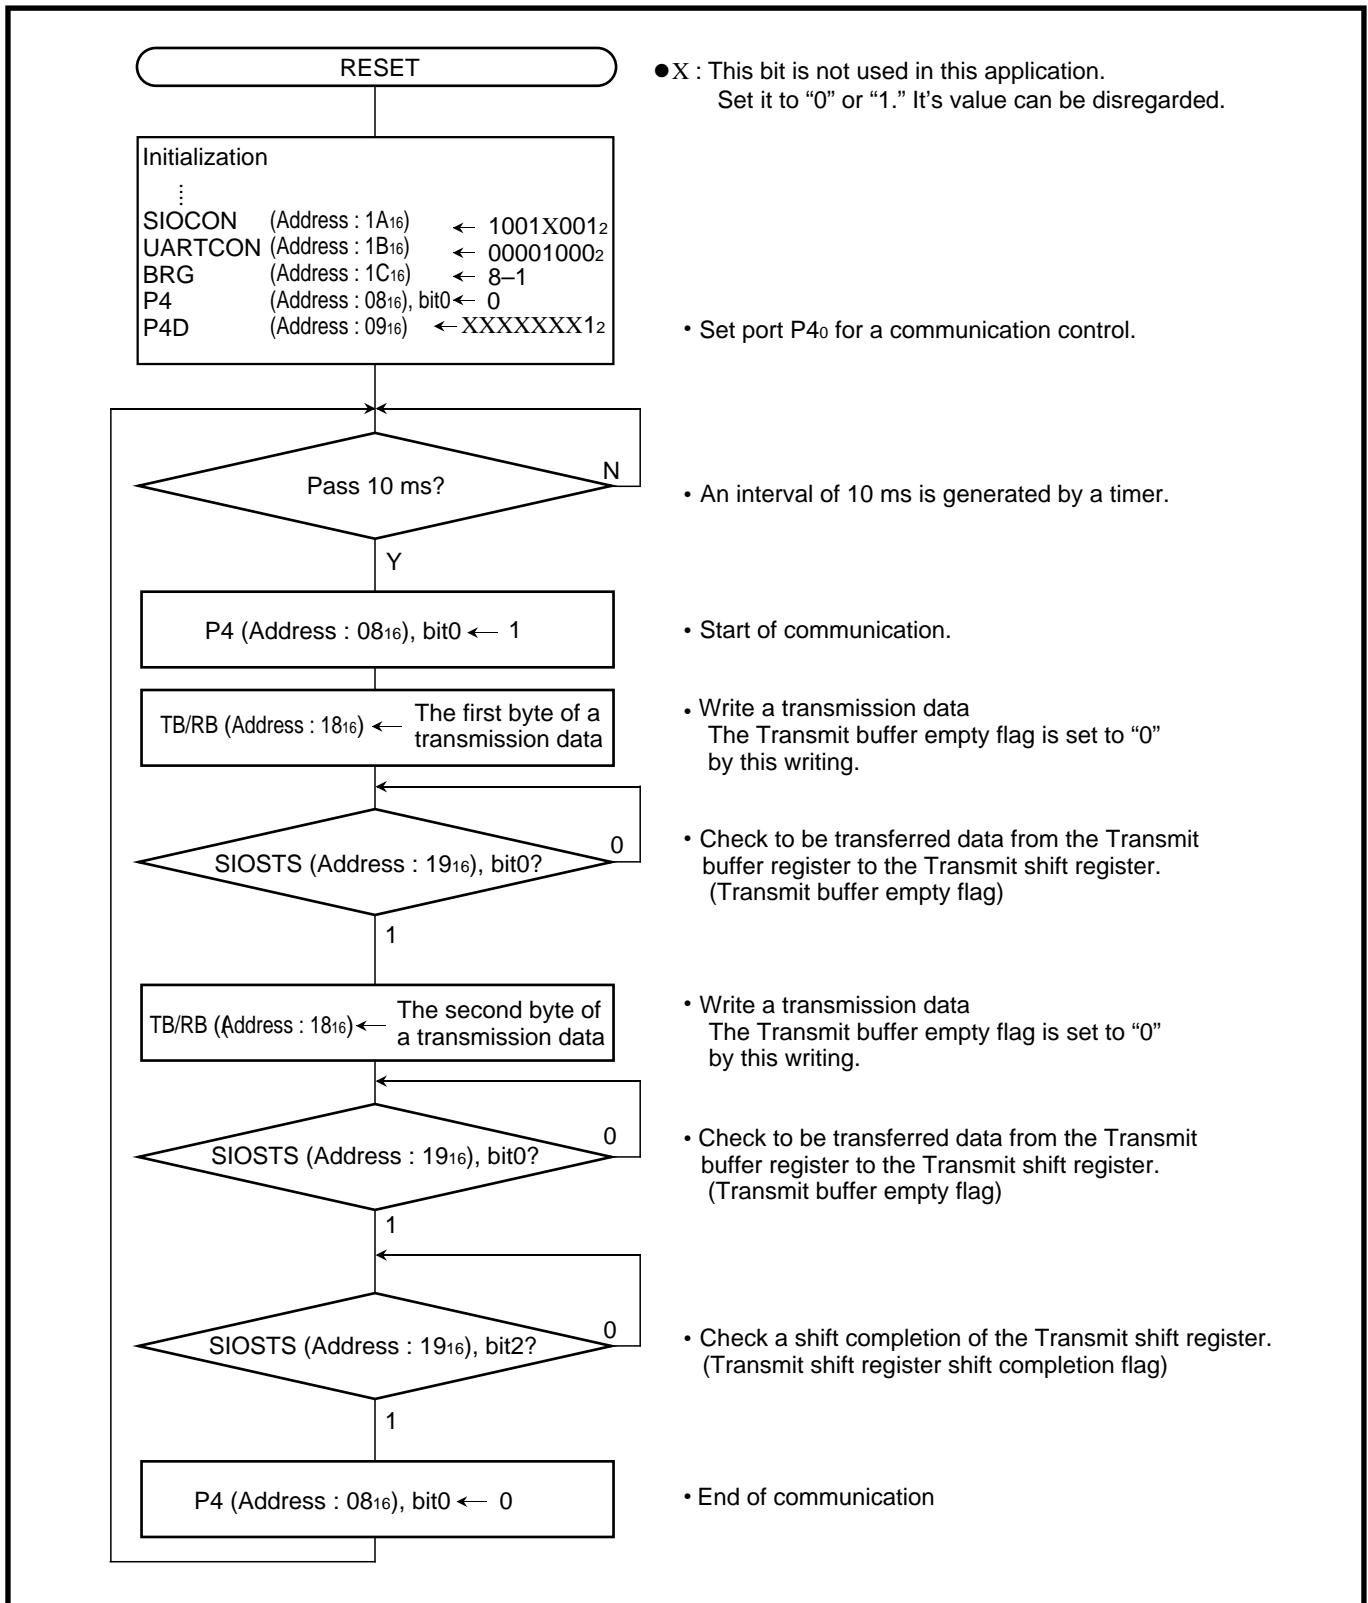 RESET
●X : This bit is not used in this application.
Set it to “0” or “1.” It’s value can be disregarded.
Initialization
SIOCON (Address : 1A16) ← 1001X0012
UARTCON (Address : 1B16) ← 000010002
BRG (Address : 1C16) ← 8–1
P4 (Address : 0816), bit0 ← 0
P4D (Address : 0916) ← XXXXXXX12
• Set port P40 for a communication control.
Pass 10 ms?
N
• An interval of 10 ms is generated by a timer.
Y
P4 (Address : 0816), bit0 ← 1
• Start of communication.
TB/RB (Address : 1816) ← The first byte of a
transmission data
• Write a transmission data
The Transmit buffer empty flag is set to “0”
by this writing.
SIOSTS (Address : 1916), bit0?
0
• Check to be transferred data from the Transmit
buffer register to the Transmit shift register.
(Transmit buffer empty flag)
1
TB/RB ((Address : 1816) ← The second byte of
a transmission data
• Write a transmission data
The Transmit buffer empty flag is set to “0”
by this writing.
SIOSTS (Address : 1916), bit0?
0
• Check to be transferred data from the Transmit
buffer register to the Transmit shift register.
(Transmit buffer empty flag)
1
SIOSTS (Address : 1916), bit2?
0
• Check a shift completion of the Transmit shift register.
(Transmit shift register shift completion flag)
1
P4 (Address : 0816), bit0 ← 0
• End of communication